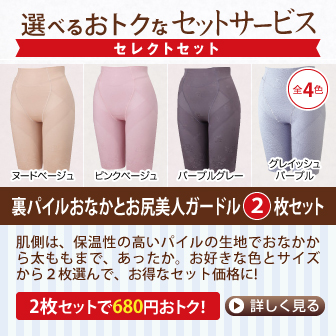 選べるおトクなセットサービス
セレクトセット
全4色
ヌードベージュ
ピンクベージュ
パープルグレー
グレイッシュ
パープル
裏パイルおなかとお尻美人ガードル2枚セット
肌側は、保温性の高いパイルの生地でおなかか
ら太ももまで、あったか。お好きな色とサイズ
から２枚選んで、お得なセット価格に!
2枚セットで680円おトク!
詳しく見る